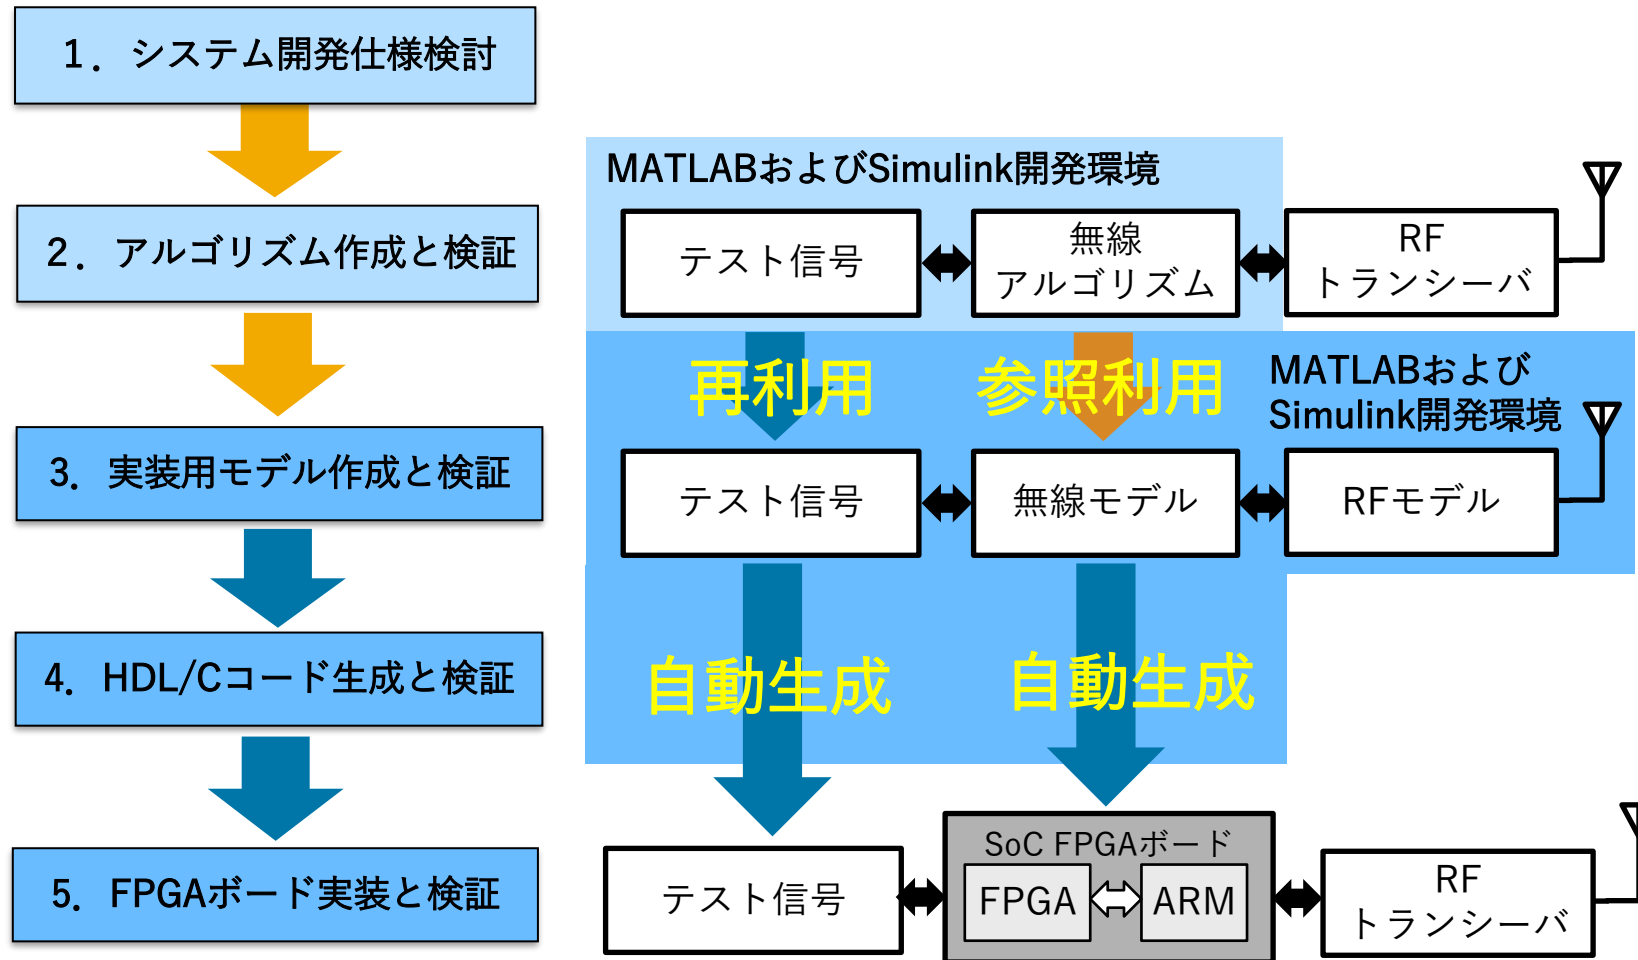 1．システム開発仕様検討
2．アルゴリズム作成と検証
3．実装用モデル作成と検証
4．HDL/Cコード生成と検証
5．FPGAボード実装と検証
MATLABおよびSimulink開発環境
テスト信号
無線
アルゴリズム
RF
トランシーバ
再利用
参照利用
MATLABおよび
Simulink開発環境
テスト信号
無線モデル
RFモデル
自動生成
自動生成
テスト信号
SoC FPGAボード
FPGA
ARM
RF
トランシーバ